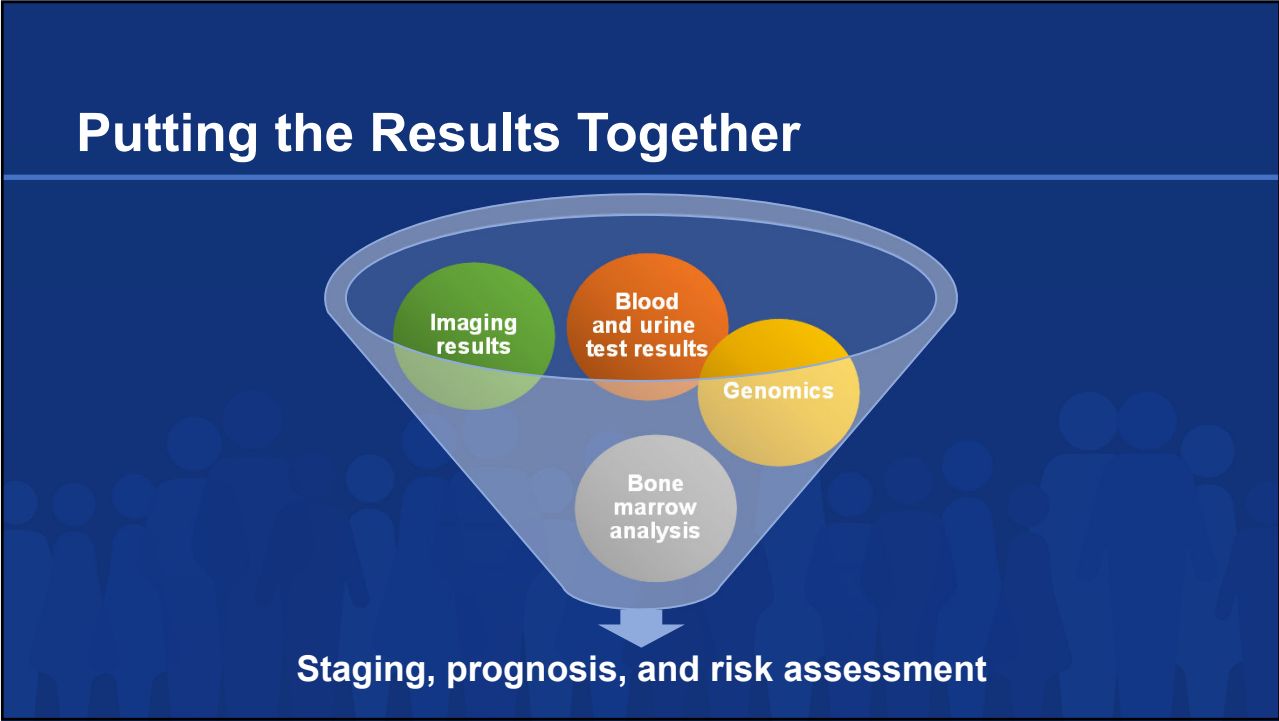 Putting the Results Together
Imaging
results
Blood
and urine
test results
Genomics
Bone
marrow
analysis
Staging, prognosis, and risk assessment